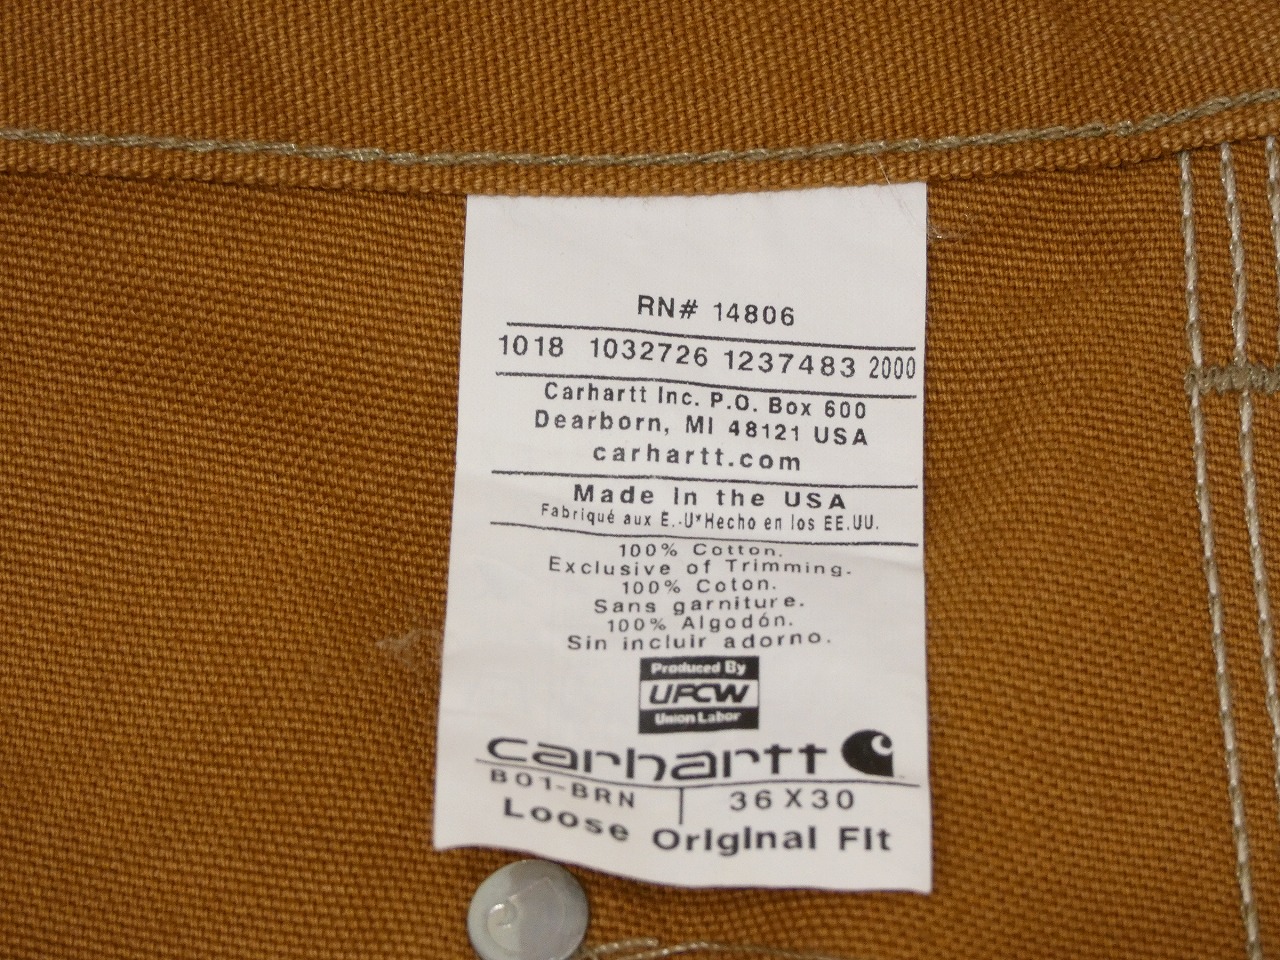 RN# 14806
1018 1032726 1237483 2000
Carhartt Inc. P.O. Box 600
Dearborn, MI 48121 USA
carhartt.com
Made In the USA
Fabriqué aux É.-U*Hecho en los EE.UU.
100% Cotton.
Exclusive of Trimming.
100% Coton.
Sans garniture.
100% Algodón.
Sin incluir adorno.
Produced By
UFCW
Union Labor
carhartt
B01-BRN 36 X 30
Loose Original Fit